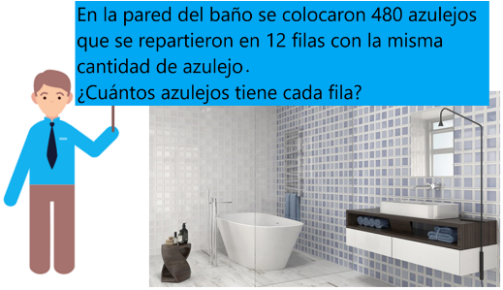 En la pared del baño se colocaron 480 azulejos
que se repartieron en 12 filas con la misma
cantidad de azulejo.
¿Cuántos azulejos tiene cada fila?